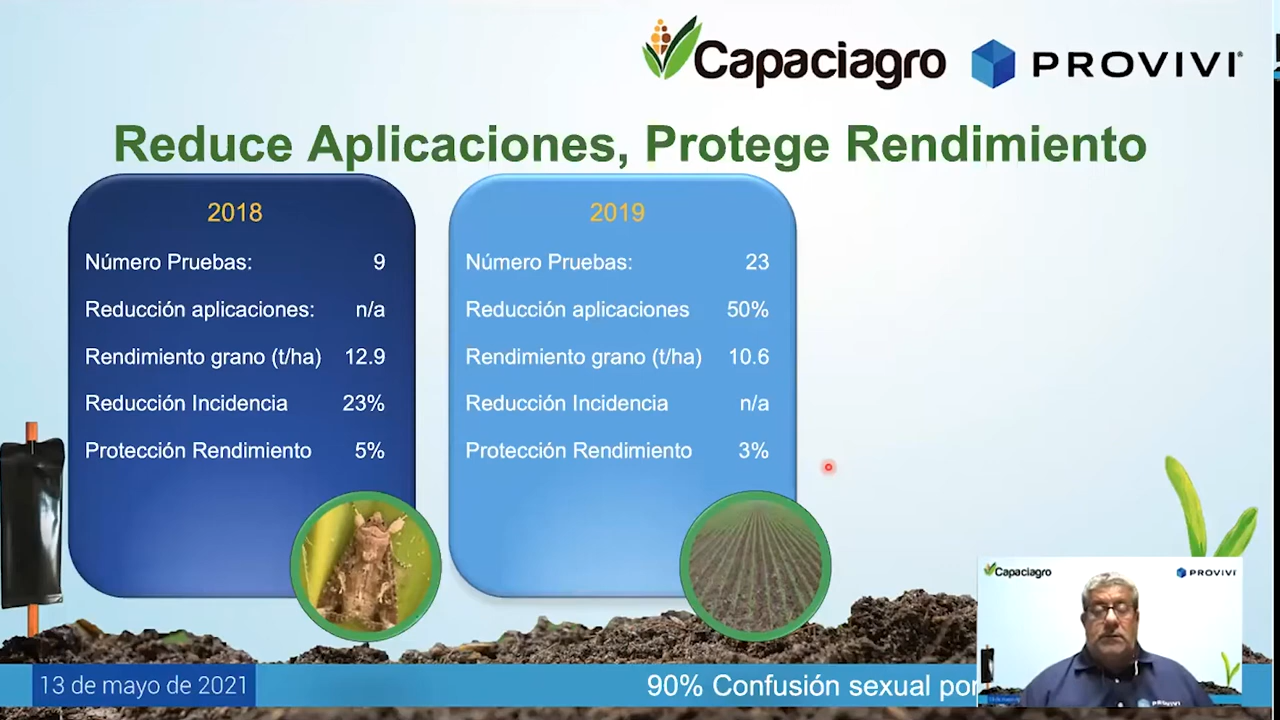 Capaciagro PROVIVI®
Reduce Aplicaciones, Protege Rendimiento
2018
Número Pruebas: 9
Reducción aplicaciones: n/a
Rendimiento grano (t/ha) 12.9
Reducción Incidencia 23%
Protección Rendimiento 5%
2019
Número Pruebas: 23
Reducción aplicaciones 50%
Rendimiento grano (t/ha) 10.6
Reducción Incidencia n/a
Protección Rendimiento 3%
Capaciagro PROVIVI
PROVIVI
13 de mayo de 2021
90% Confusión sexual por